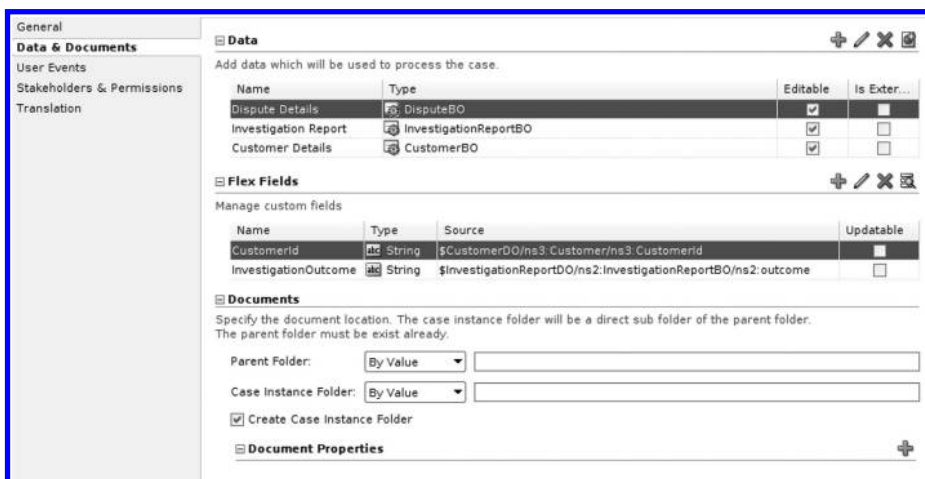 General
Data & Documents
User Events
Stakeholders & Permissions
Translation
Data
Add data which will be used to process the case.
Name Type Editable Is Exter...
Dispute Details DisputeBO
Investigation Report InvestigationReportBO
Customer Details CustomerBO
Flex Fields
Manage custom fields
Name Type Source Updatable
CustomerId abc String $CustomerDO/ns3:Customer/ns3:CustomerId
InvestigationOutcome abc String $InvestigationReportDO/ns2:InvestigationReportBO/ns2:outcome
Documents
Specify the document location. The case instance folder will be a direct sub folder of the parent folder.
The parent folder must be exist already.
Parent Folder: By Value
Case Instance Folder: By Value
Create Case Instance Folder
Document Properties